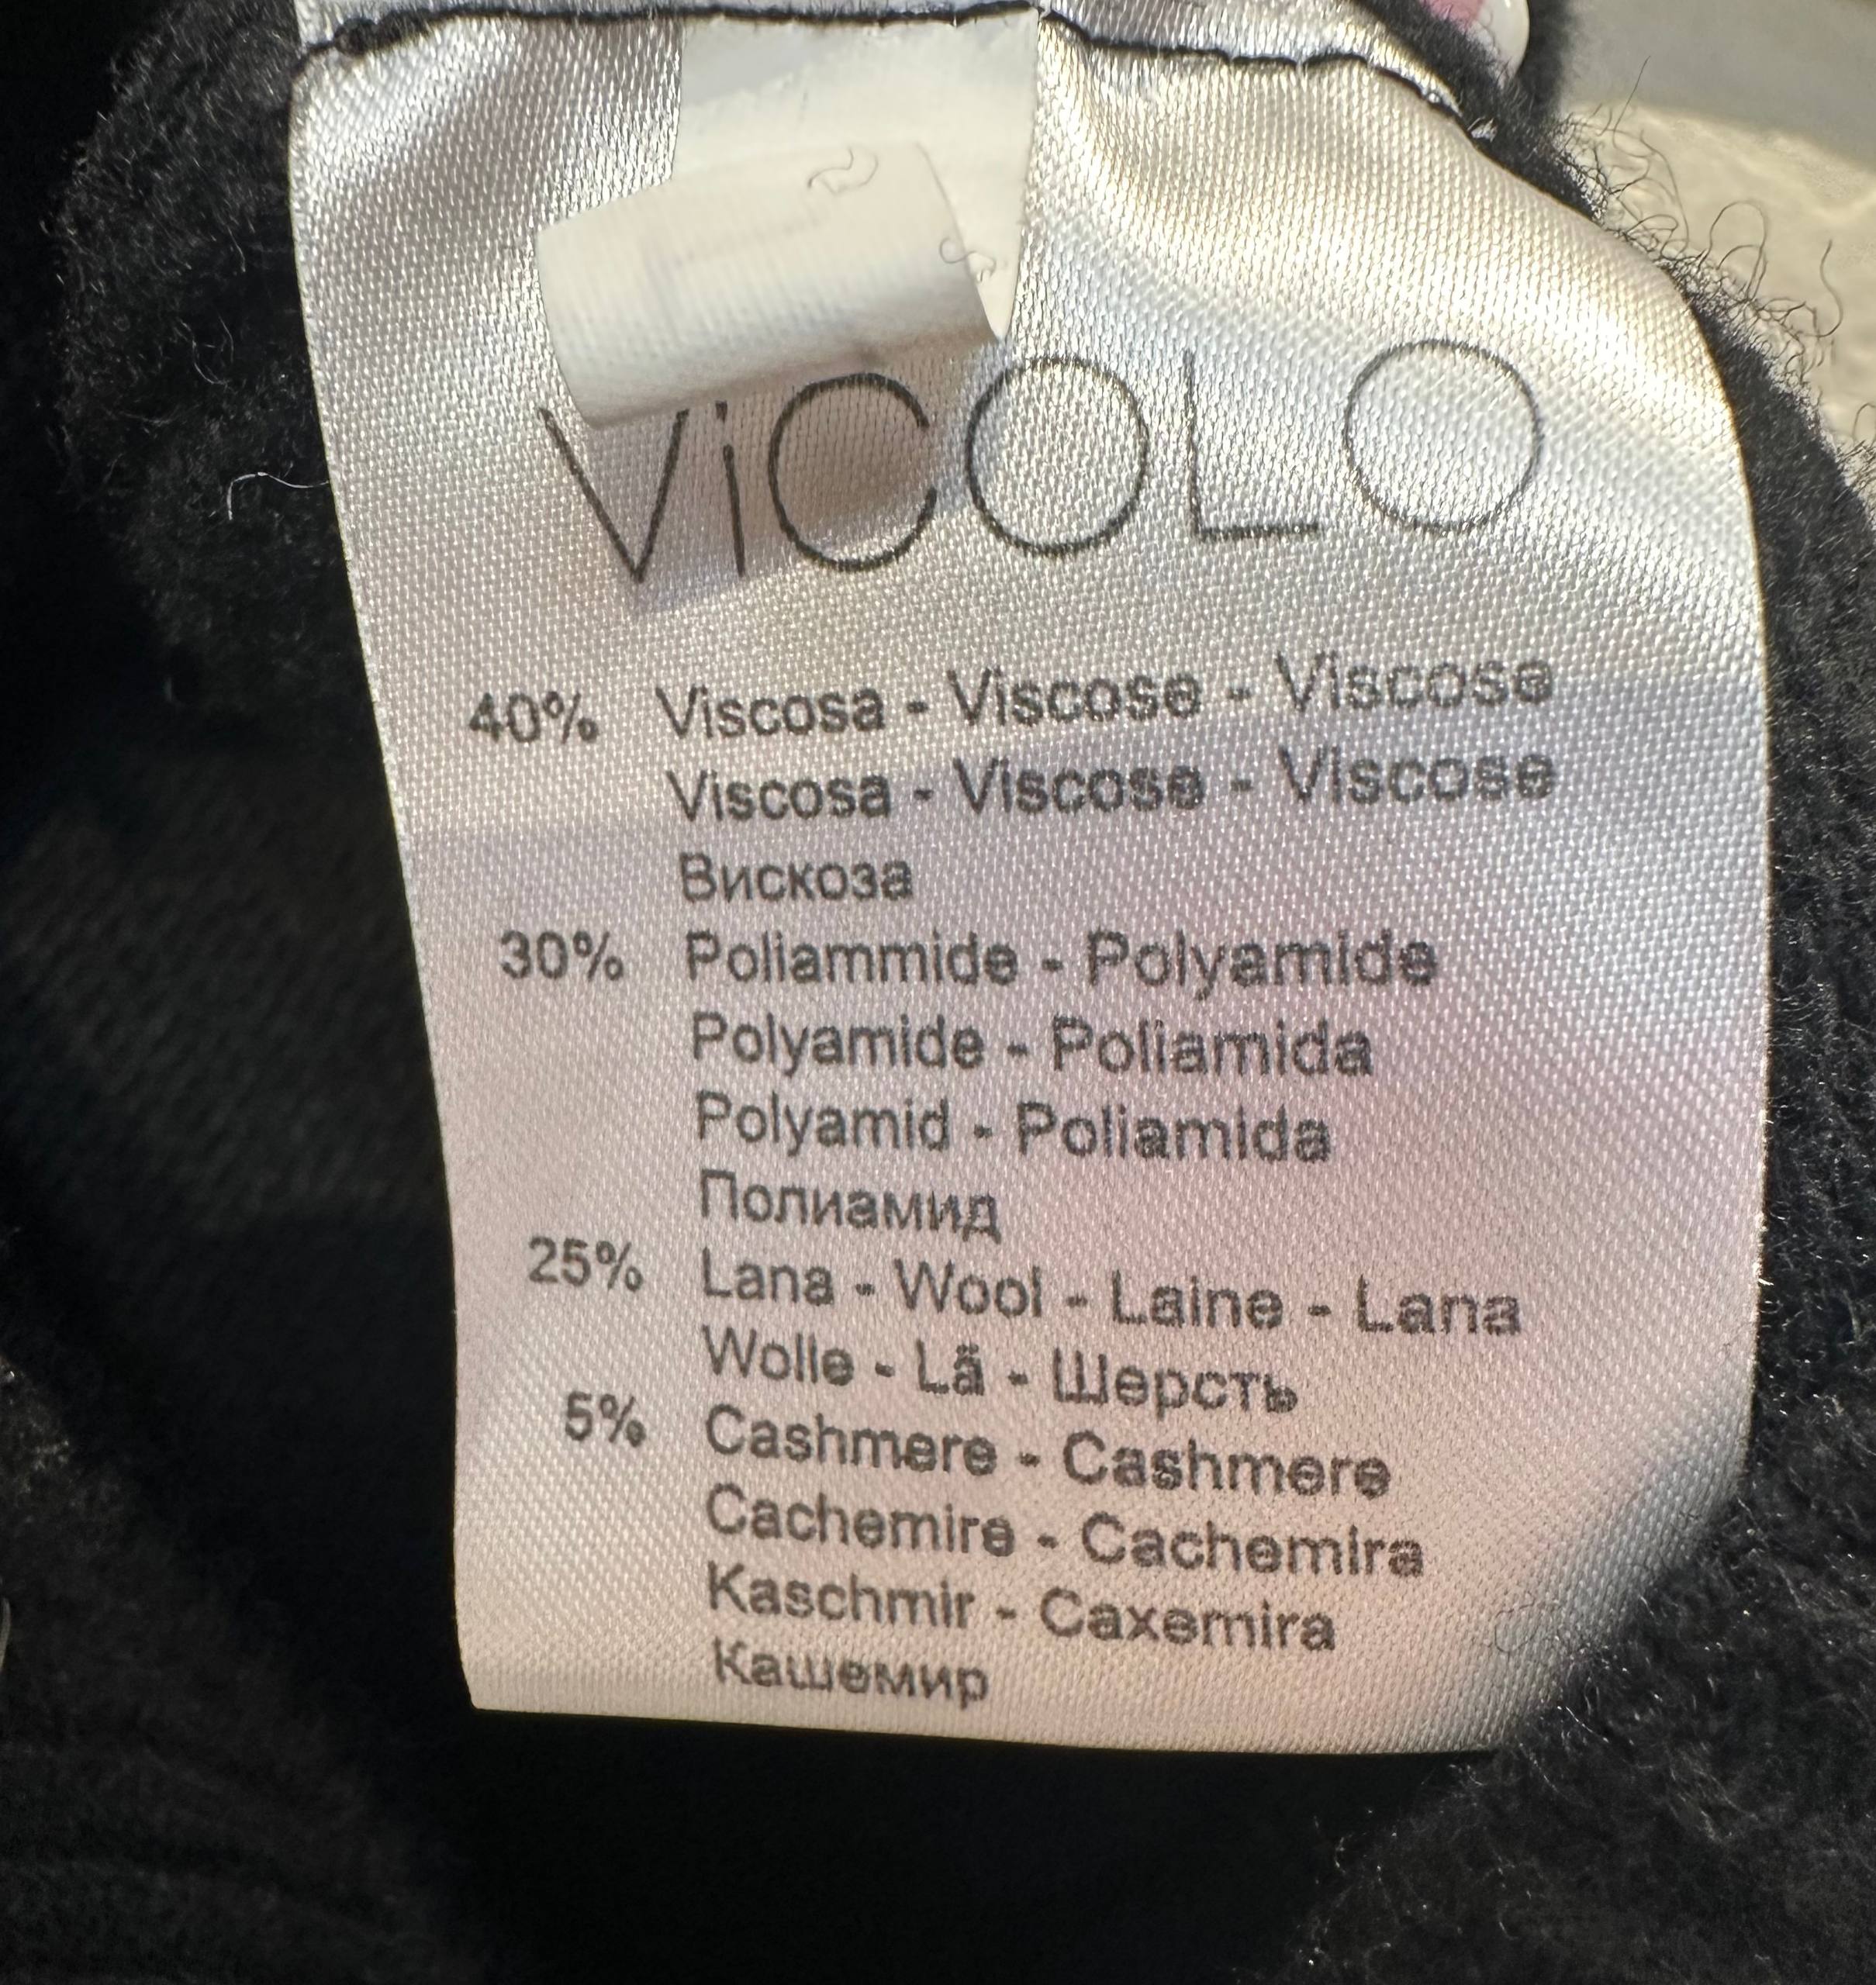 ViCOLO
40% Viscosa - Viscose - Viscose
Viscosa - Viscose - Viscose
Вискоза
30% Poliammide - Polyamide
Polyamide - Poliamida
Polyamid - Poliamida
Полиамид
25% Lana - Wool - Laine - Lana
Wolle - Lã - Шерсть
5% Cashmere - Cashmere
Cachemire - Cachemira
Kaschmir - Caxemira
Кашемир